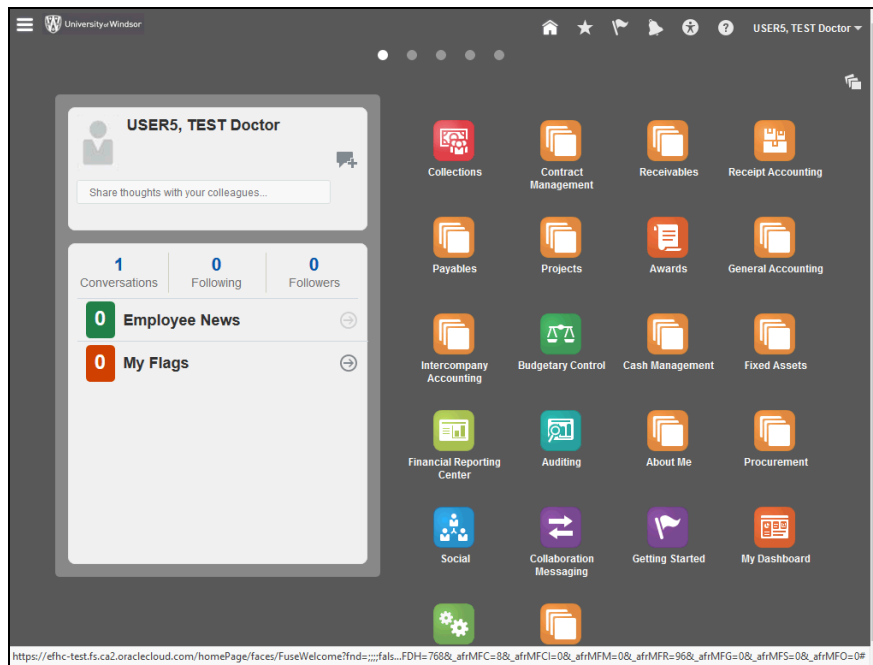 University of Windsor
USER5, TEST Doctor
USER5, TEST Doctor
Share thoughts with your colleagues...
1 0 0
Conversations Following Followers
0 Employee News
0 My Flags
Collections Contract Management Receivables Receipt Accounting
Payables Projects Awards General Accounting
Intercompany Accounting Budgetary Control Cash Management Fixed Assets
Financial Reporting Center Auditing About Me Procurement
Social Collaboration Messaging Getting Started My Dashboard
https://efhc-test.fs.ca2.oraclecloud.com/homePage/faces/FuseWelcome?fnd=;;;;fals...FDH=768&_afrMFC=8&_afrMFCI=0&_afrMFM=0&_afrMFR=96&_afrMFG=0&_afrMFS=0&_afrMFO=0#